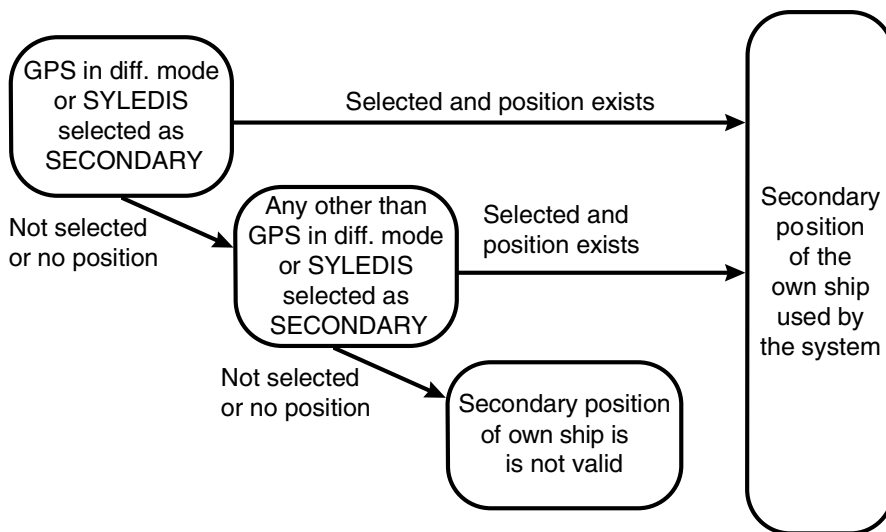 GPS in diff. mode
or SYLEDIS
selected as
SECONDARY
Selected and position exists
Not selected
or no position
Any other than
GPS in diff. mode
or SYLEDIS
selected as
SECONDARY
Selected and
position exists
Not selected
or no position
Secondary position
of own ship is
is not valid
Secondary
position
of the
own ship
used by
the system